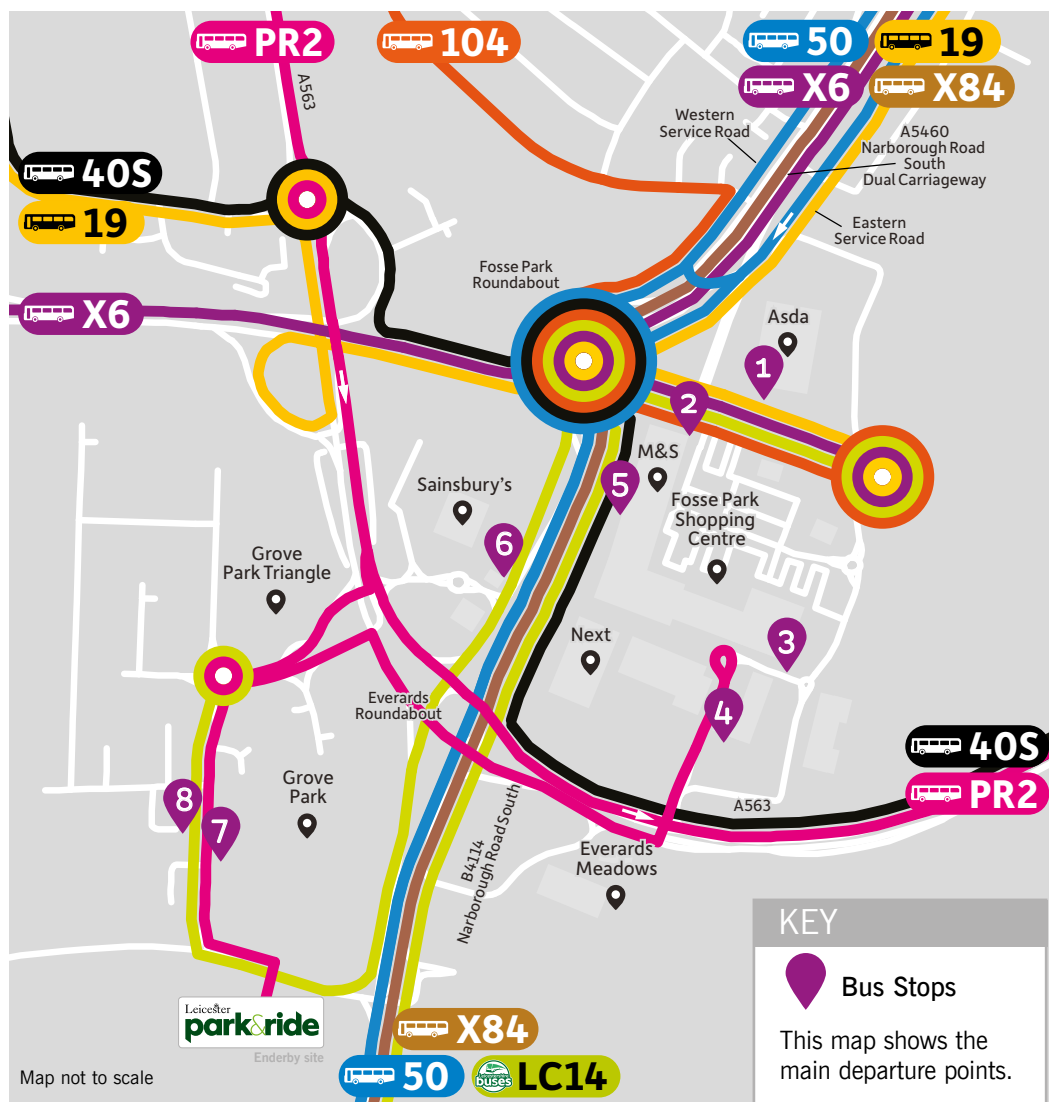 PR2
104
50
19
X6
X84
A563
Western
Service Road
A5460
Narborough Road
South
Dual Carriageway
40S
19
Eastern
Service Road
Fosse Park
Roundabout
X6
Asda
1
2
M&S
Sainsbury's
5
Fosse Park
Shopping
Centre
6
Grove
Park Triangle
3
Next
Everards
Roundabout
4
40S
PR2
Grove
Park
8
7
A563
B4114
Narborough Road South
Everards
Meadows
KEY
Bus Stops
This map shows the
main departure points.
Leicester
park&ride
Enderby site
X84
50
buses
LC14
Map not to scale